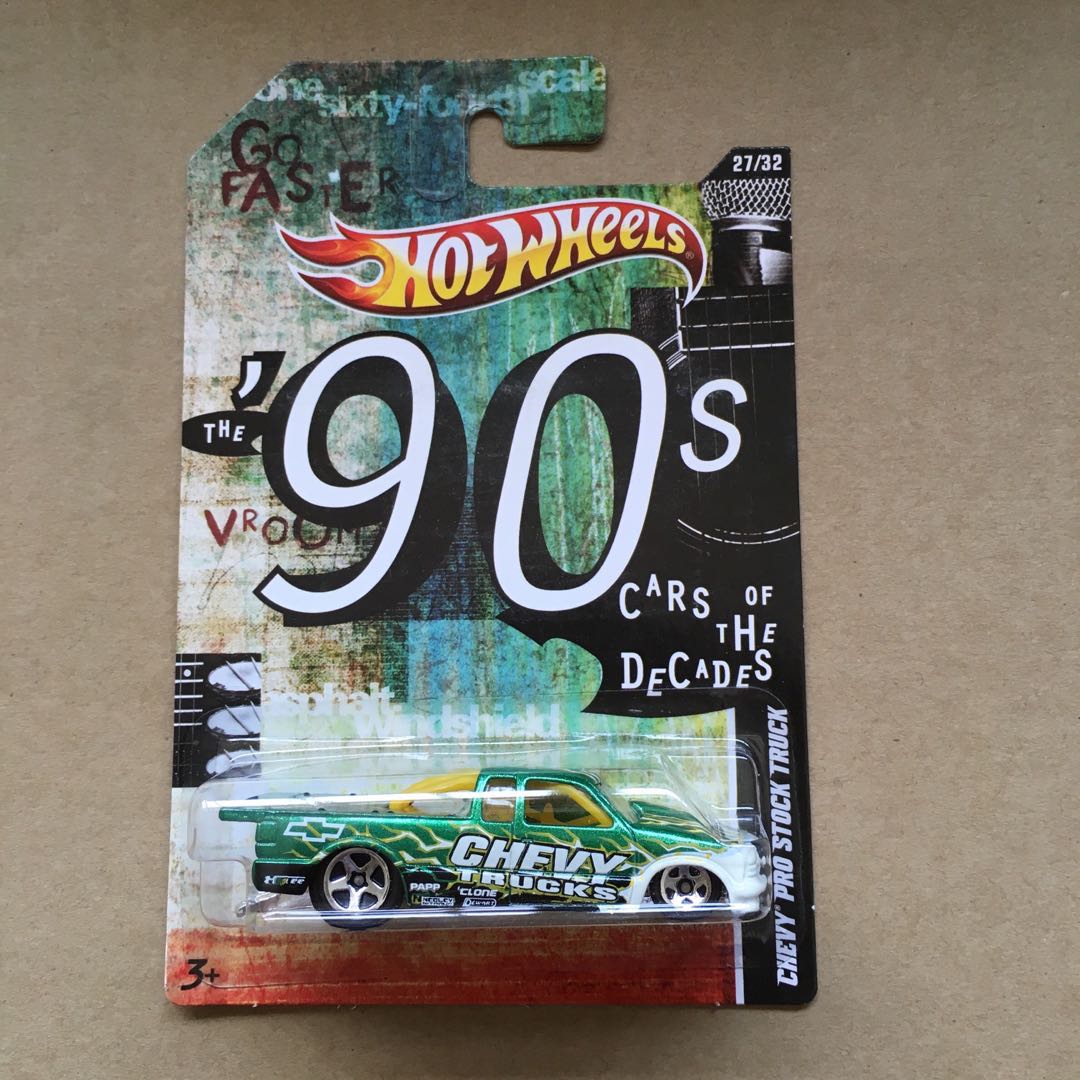 one
sixty-fourth scale
GO
FASTER
27/32
HOT WHEELS®
THE '90s
VROOM
CARS OF
THE
DECADES
asphalt
windshield
CHEVY® PRO STOCK TRUCK
CHEVY
TRUCKS
PAPP 'CLONE
3+